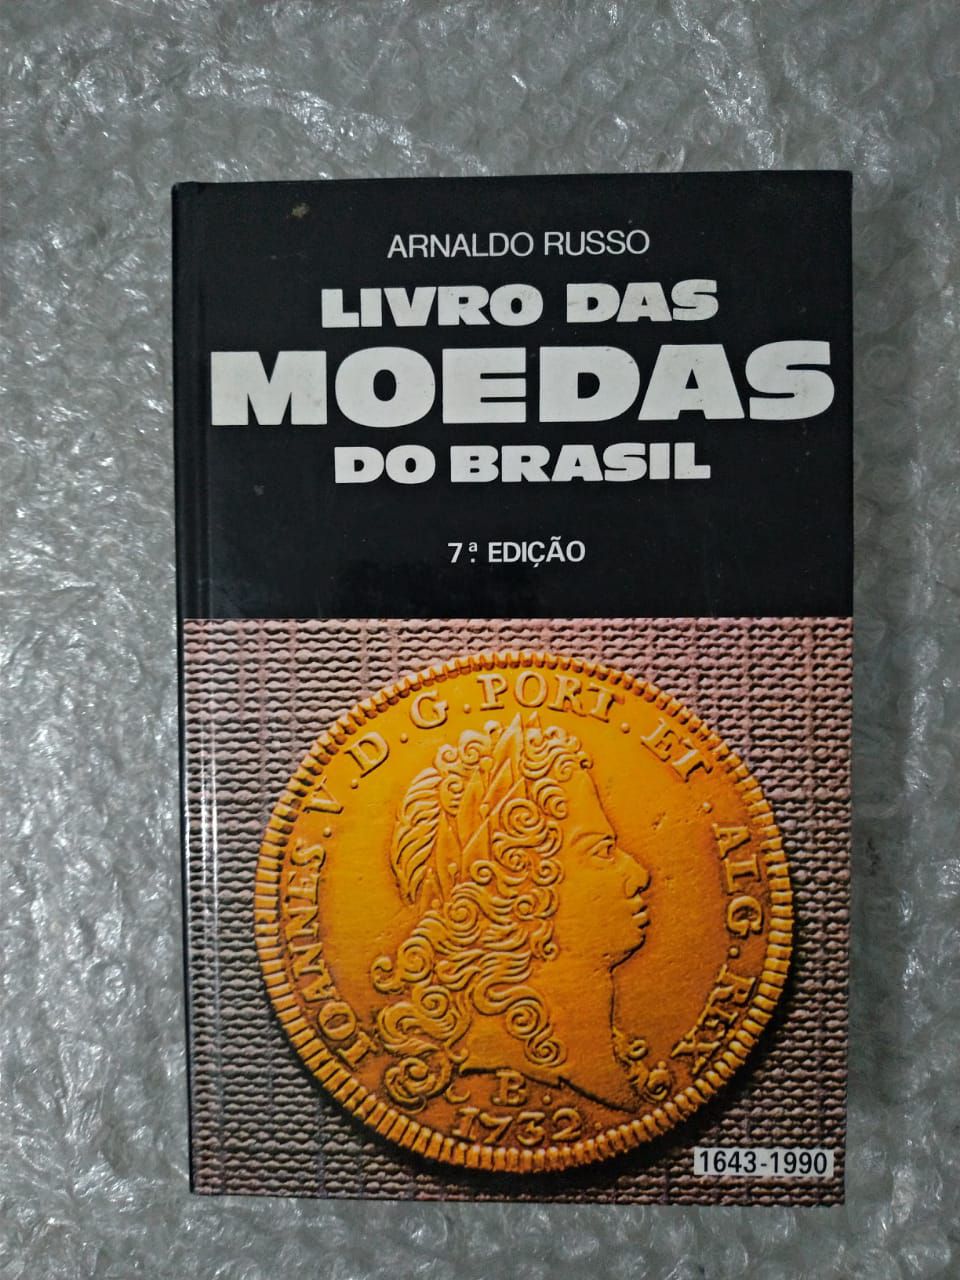 ARNALDO RUSSO
LIVRO DAS
MOEDAS
DO BRASIL
7ª. EDIÇÃO
IOANNES.V.D.G.PORT.ET.ALG.REX
.B.
1732.
1643-1990